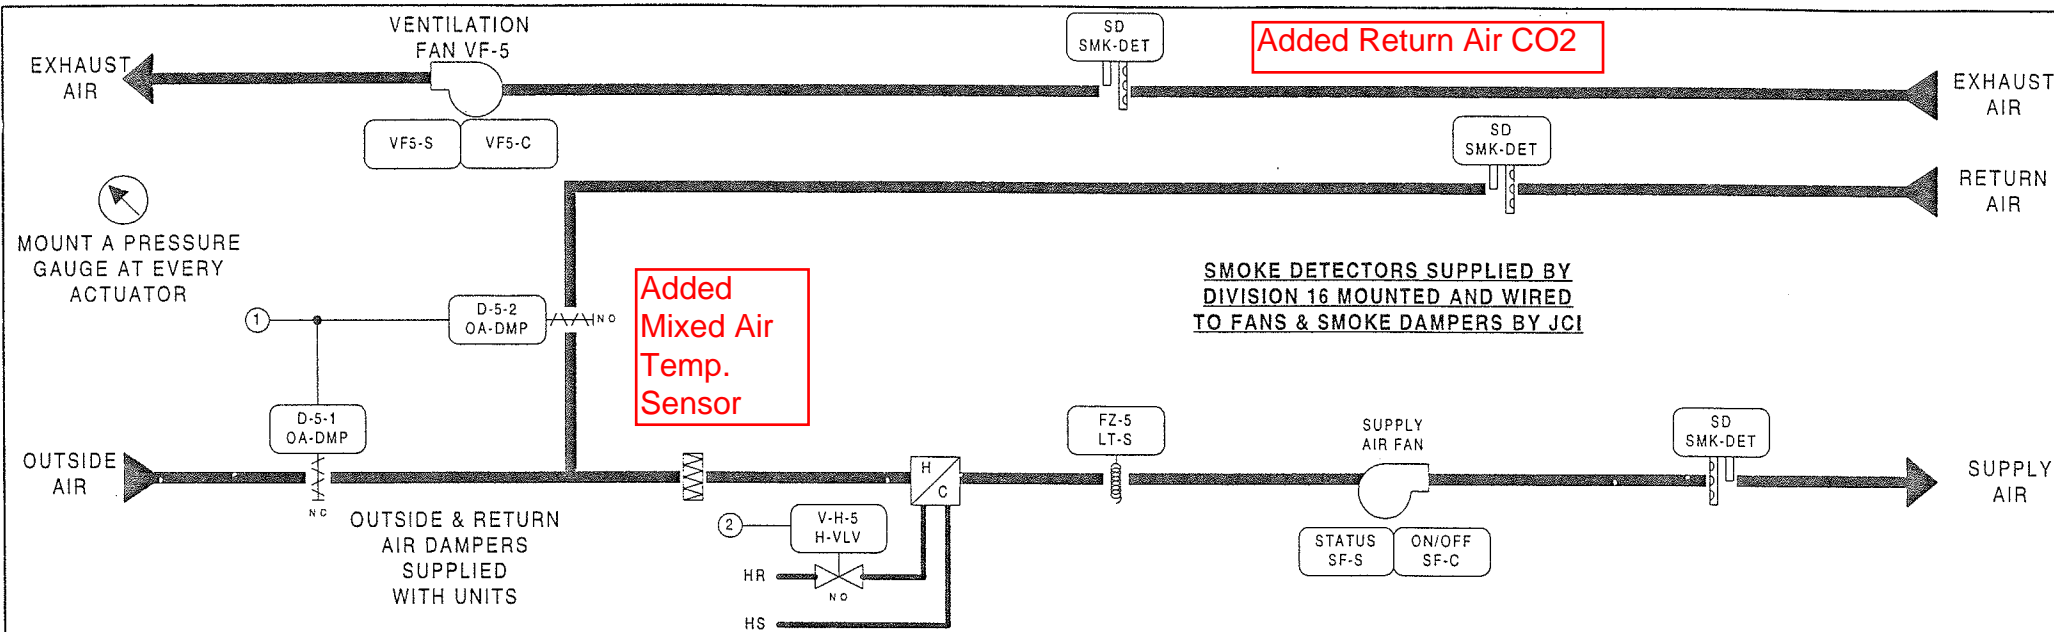 VENTILATION
FAN VF-5
EXHAUST
AIR
SD
SMK-DET
Added Return Air CO2
EXHAUST
AIR
VF5-S
VF5-C
SD
SMK-DET
RETURN
AIR
MOUNT A PRESSURE
GAUGE AT EVERY
ACTUATOR
1
D-5-2
OA-DMP
NO
Added
Mixed Air
Temp.
Sensor
SMOKE DETECTORS SUPPLIED BY
DIVISION 16 MOUNTED AND WIRED
TO FANS & SMOKE DAMPERS BY JCI
D-5-1
OA-DMP
OUTSIDE
AIR
NC
OUTSIDE & RETURN
AIR DAMPERS
SUPPLIED
WITH UNITS
H
C
2
V-H-5
H-VLV
HR
NO
HS
FZ-5
LT-S
SUPPLY
AIR FAN
STATUS
SF-S
ON/OFF
SF-C
SD
SMK-DET
SUPPLY
AIR